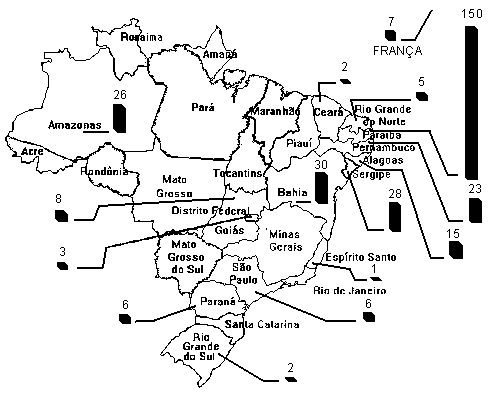 7
150
FRANÇA
Roraima
Amapá
2
26
5
Amazonas
Pará
Maranhão
Ceará
Rio Grande
do Norte
Paraíba
Piauí
Pernambuco
Acre
Alagoas
Rondônia
Tocantins
30
Sergipe
Mato
Grosso
Bahia
28
23
8
Distrito Federal
Goiás
Minas
Gerais
15
3
Mato
Grosso
do Sul
Espírito Santo
São
Paulo
1
Rio de Janeiro
6
Paraná
6
Santa Catarina
Rio
Grande
do Sul
2